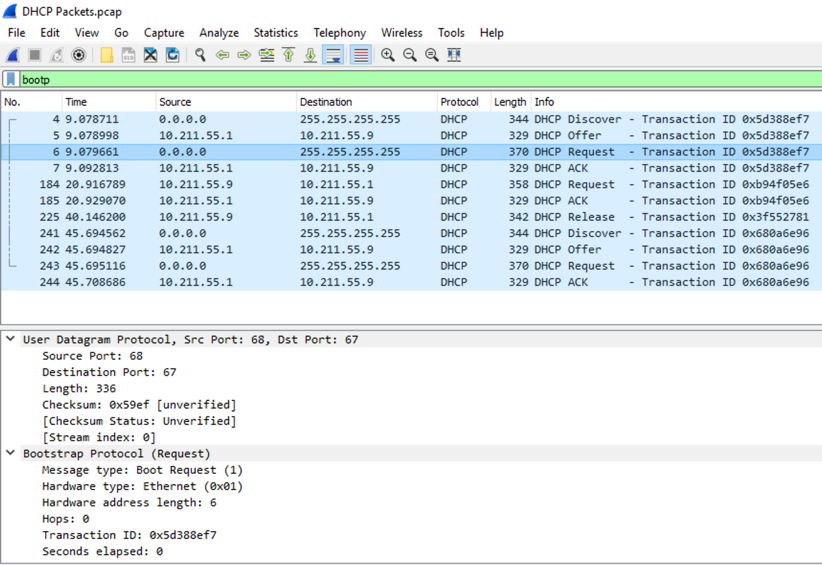 DHCP Packets.pcap
File Edit View Go Capture Analyze Statistics Telephony Wireless Tools Help
bootp
No. Time Source Destination Protocol Length Info
4 9.078711 0.0.0.0 255.255.255.255 DHCP 344 DHCP Discover - Transaction ID 0x5d388ef7
5 9.078998 10.211.55.1 10.211.55.9 DHCP 329 DHCP Offer - Transaction ID 0x5d388ef7
6 9.079661 0.0.0.0 255.255.255.255 DHCP 370 DHCP Request - Transaction ID 0x5d388ef7
7 9.092813 10.211.55.1 10.211.55.9 DHCP 329 DHCP ACK - Transaction ID 0x5d388ef7
184 20.916789 10.211.55.9 10.211.55.1 DHCP 358 DHCP Request - Transaction ID 0xb94f05e6
185 20.929070 10.211.55.1 10.211.55.9 DHCP 329 DHCP ACK - Transaction ID 0xb94f05e6
225 40.146200 10.211.55.9 10.211.55.1 DHCP 342 DHCP Release - Transaction ID 0x3f552781
241 45.694562 0.0.0.0 255.255.255.255 DHCP 344 DHCP Discover - Transaction ID 0x680a6e96
242 45.694827 10.211.55.1 10.211.55.9 DHCP 329 DHCP Offer - Transaction ID 0x680a6e96
243 45.695116 0.0.0.0 255.255.255.255 DHCP 370 DHCP Request - Transaction ID 0x680a6e96
244 45.708686 10.211.55.1 10.211.55.9 DHCP 329 DHCP ACK - Transaction ID 0x680a6e96
User Datagram Protocol, Src Port: 68, Dst Port: 67
Source Port: 68
Destination Port: 67
Length: 336
Checksum: 0x59ef [unverified]
[Checksum Status: Unverified]
[Stream index: 0]
Bootstrap Protocol (Request)
Message type: Boot Request (1)
Hardware type: Ethernet (0x01)
Hardware address length: 6
Hops: 0
Transaction ID: 0x5d388ef7
Seconds elapsed: 0